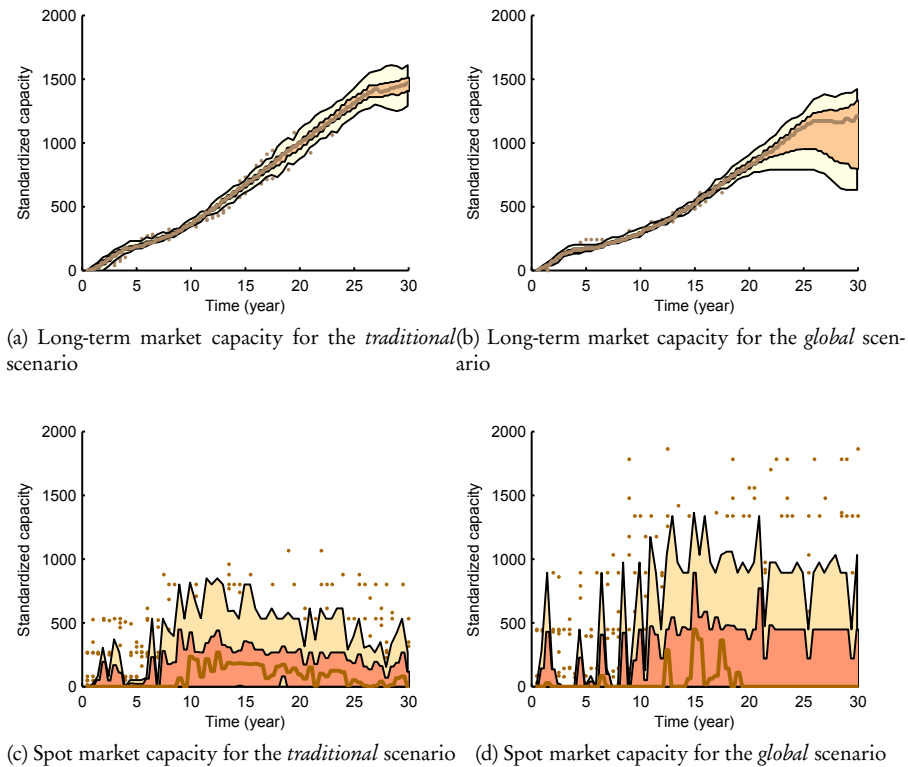 2000
1500
1000
500
0
Standardized capacity
0 5 10 15 20 25 30
Time (year)
2000
1500
1000
500
0
Standardized capacity
0 5 10 15 20 25 30
Time (year)
(a) Long-term market capacity for the traditional
scenario
(b) Long-term market capacity for the global scen-
ario
2000
1500
1000
500
0
Standardized capacity
0 5 10 15 20 25 30
Time (year)
2000
1500
1000
500
0
Standardized capacity
0 5 10 15 20 25 30
Time (year)
(c) Spot market capacity for the traditional scenario
(d) Spot market capacity for the global scenario